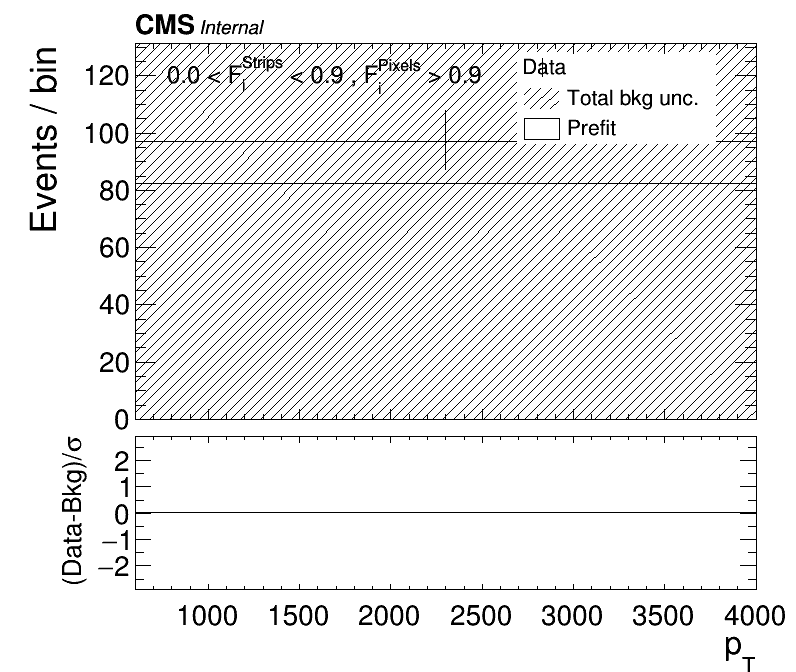 CMS Internal
0.0 < F_i^Strips < 0.9 , F_i^Pixels > 0.9
Data
Total bkg unc.
Prefit
Events / bin
120
100
80
60
40
20
0
(Data-Bkg)/σ
2
1
0
−1
−2
1000 1500 2000 2500 3000 3500 4000
p_T